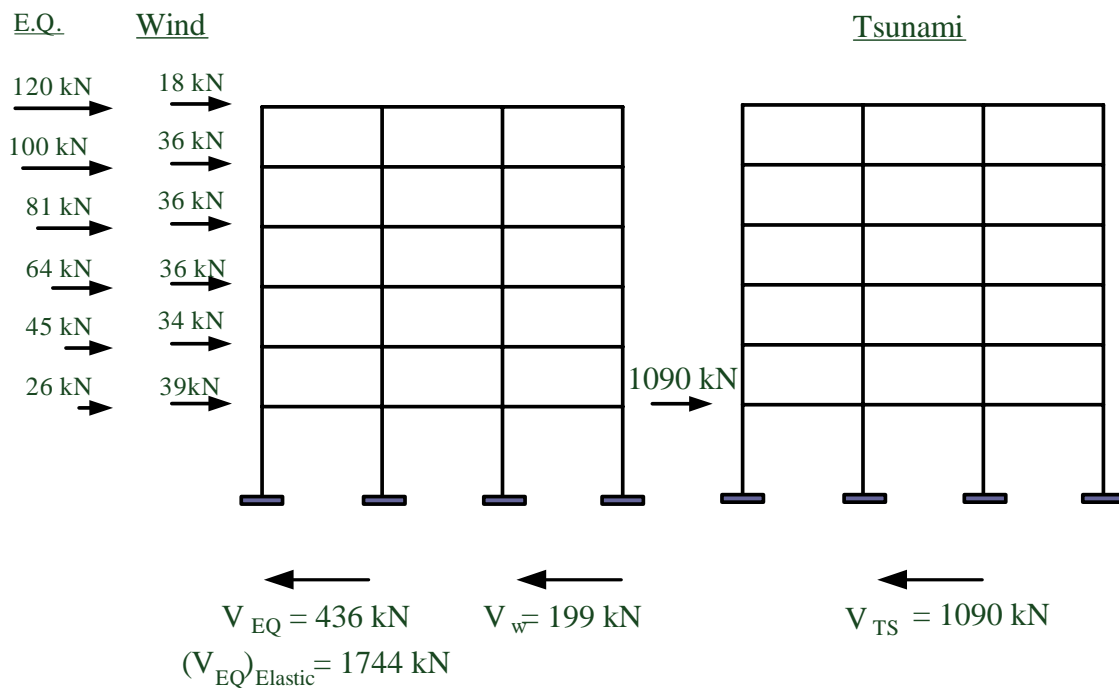 E.Q. Wind Tsunami
120 kN 18 kN
100 kN 36 kN
81 kN 36 kN
64 kN 36 kN
45 kN 34 kN
26 kN 39kN 1090 kN
V EQ = 436 kN V w= 199 kN V TS = 1090 kN
(V EQ) Elastic = 1744 kN